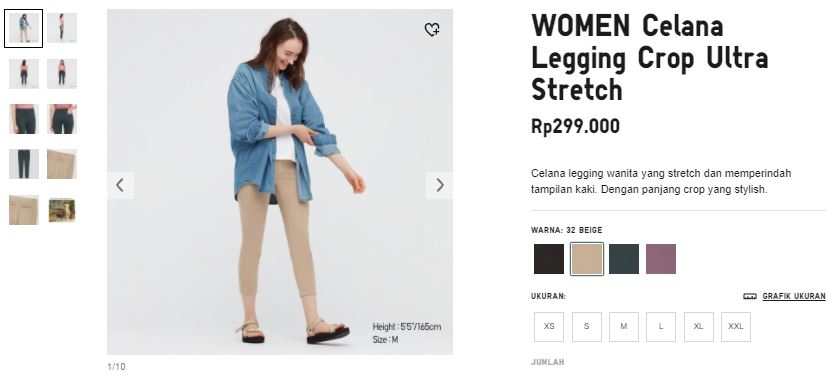 WOMEN Celana
Legging Crop Ultra
Stretch
Rp299.000
Celana legging wanita yang stretch dan memperindah
tampilan kaki. Dengan panjang crop yang stylish.
WARNA: 32 BEIGE
UKURAN:
GRAFIK UKURAN
XS S M L XL XXL
JUMLAH
Height : 5'5"/165cm
Size : M
1/10